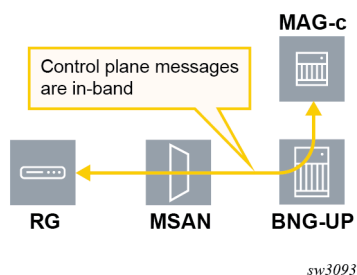 MAG-c
Control plane messages
are in-band
RG
MSAN
BNG-UP
sw3093